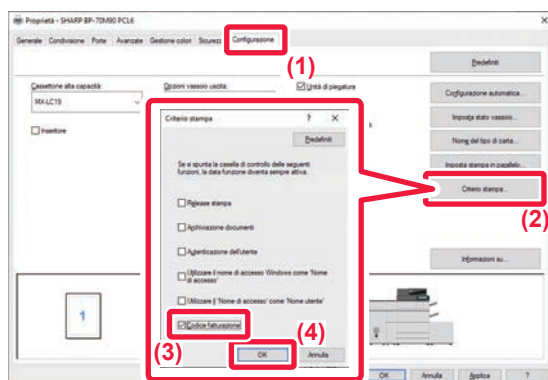 Proprietà - SHARP BP-70M90 PCL6
Generale Condivisione Porte Avanzate Gestione colori Sicurezza Configurazione
(1)
Predefiniti
Cassettone alta capacità:
Opzioni vassoio uscita:
Unità di piegatura
MX-LC19
Configurazione automatica...
Inseritore
Imposta stato vassoio...
Nome del tipo di carta...
Imposta stampa in parallelo...
Criterio stampa...
(2)
Informazioni su...
Criterio stampa ? ×
Predefiniti
Se si spunta la casella di controllo delle seguenti
funzioni, la data funzione diventa sempre attiva.
Release stampa
Archiviazione documenti
Autenticazione dell'utente
Utilizzare il nome di accesso Windows come 'Nome
di accesso'
Utilizzare il 'Nome di accesso' come 'Nome utente'
Codice fatturazione
(3)
(4)
OK Annulla
1
OK Annulla Applica ?